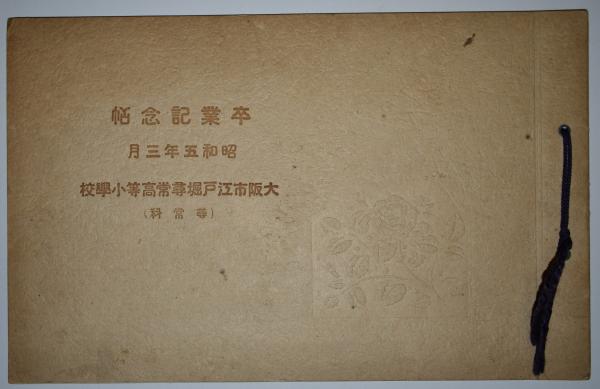 卒業記念帖
昭和五年三月
大阪市江戸堀尋常高等小學校
(尋常科)